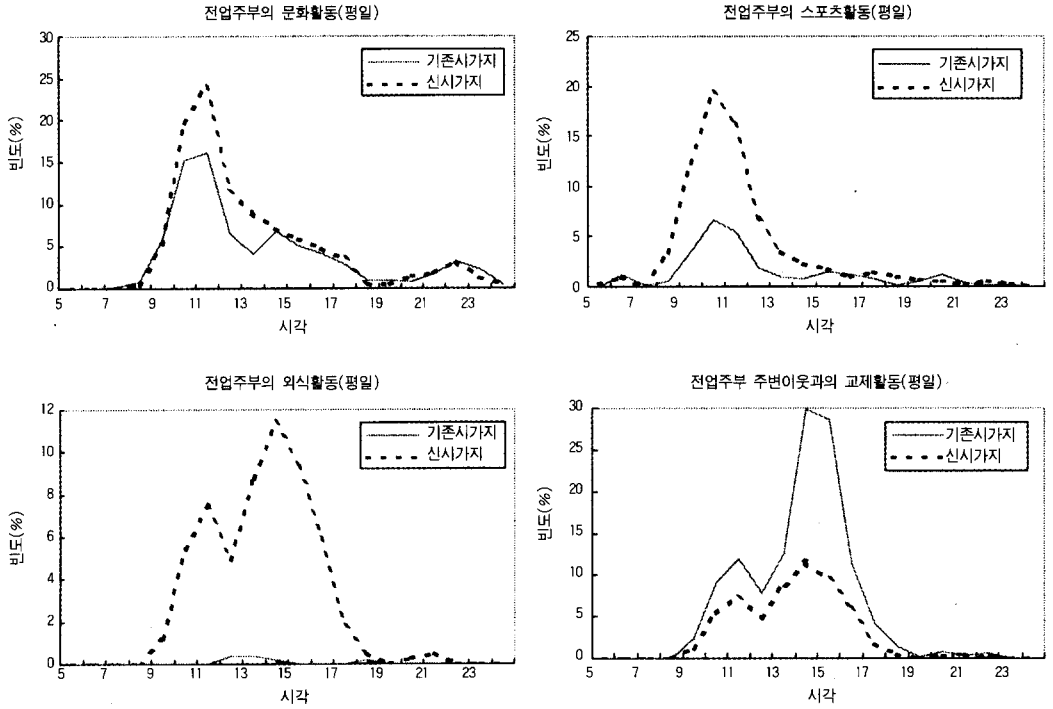 전업주부의 문화활동(평일)
30
25
20
15
10
5
0
빈도(%)
기존시가지
신시가지
5 7 9 11 13 15 17 19 21 23
시각
전업주부의 스포츠활동(평일)
25
20
15
10
5
0
빈도(%)
기존시가지
신시가지
5 7 9 11 13 15 17 19 21 23
시각
전업주부의 외식활동(평일)
12
10
8
6
4
2
0
빈도(%)
기존시가지
신시가지
5 7 9 11 13 15 17 19 21 23
시각
전업주부 주변이웃과의 교제활동(평일)
30
25
20
15
10
5
0
빈도(%)
기존시가지
신시가지
5 7 9 11 13 15 17 19 21 23
시각